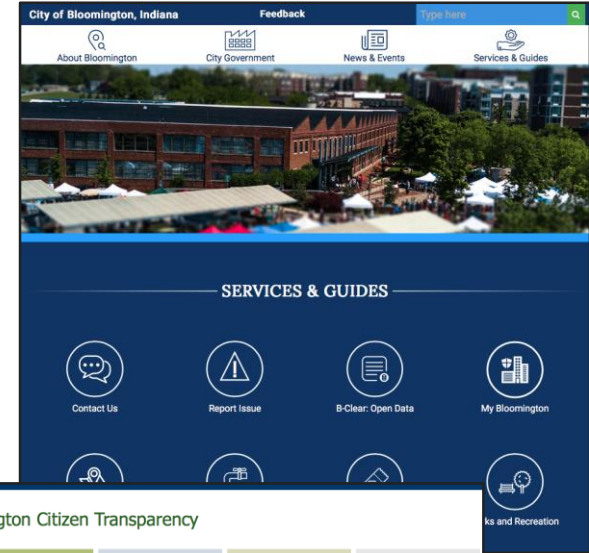 City of Bloomington, Indiana Feedback Type here
About Bloomington City Government News & Events Services & Guides
SERVICES & GUIDES
Contact Us Report Issue B-Clear: Open Data My Bloomington
ks and Recreation
gton Citizen Transparency